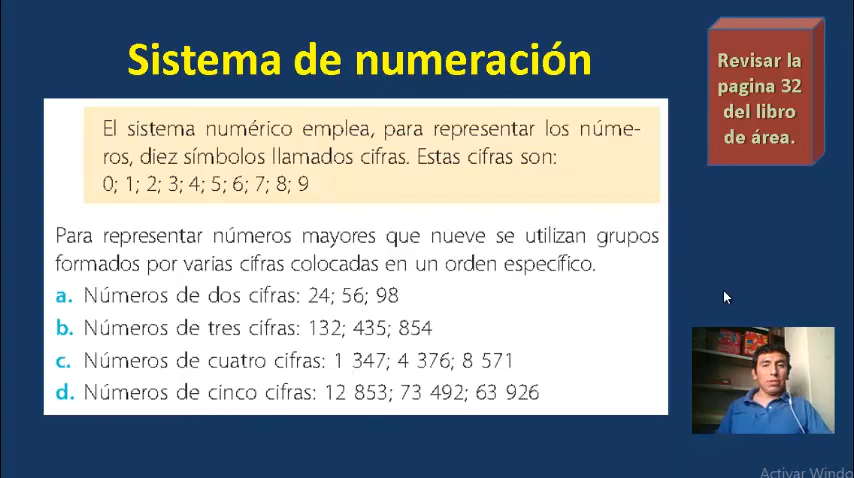 Sistema de numeración
Revisar la
pagina 32
del libro
de área.
El sistema numérico emplea, para representar los núme-
ros, diez símbolos llamados cifras. Estas cifras son:
0; 1; 2; 3; 4; 5; 6; 7; 8; 9
Para representar números mayores que nueve se utilizan grupos
formados por varias cifras colocadas en un orden específico.
a. Números de dos cifras: 24; 56; 98
b. Números de tres cifras: 132; 435; 854
c. Números de cuatro cifras: 1 347; 4 376; 8 571
d. Números de cinco cifras: 12 853; 73 492; 63 926
Activar Windo